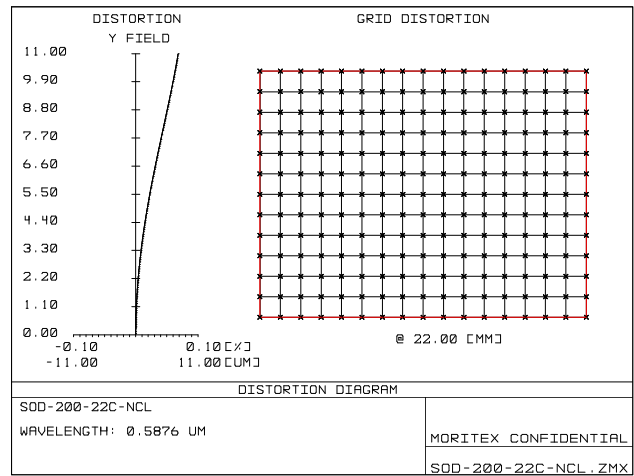 DISTORTION
Y FIELD
11.00
9.90
8.80
7.70
6.60
5.50
4.40
3.30
2.20
1.10
0.00
-0.10 0.10[%]
-11.00 11.00[UM]
GRID DISTORTION
@ 22.00 [MM]
DISTORTION DIAGRAM
SOD-200-22C-NCL
WAVELENGTH: 0.5876 UM
MORITEX CONFIDENTIAL
SOD-200-22C-NCL.ZMX